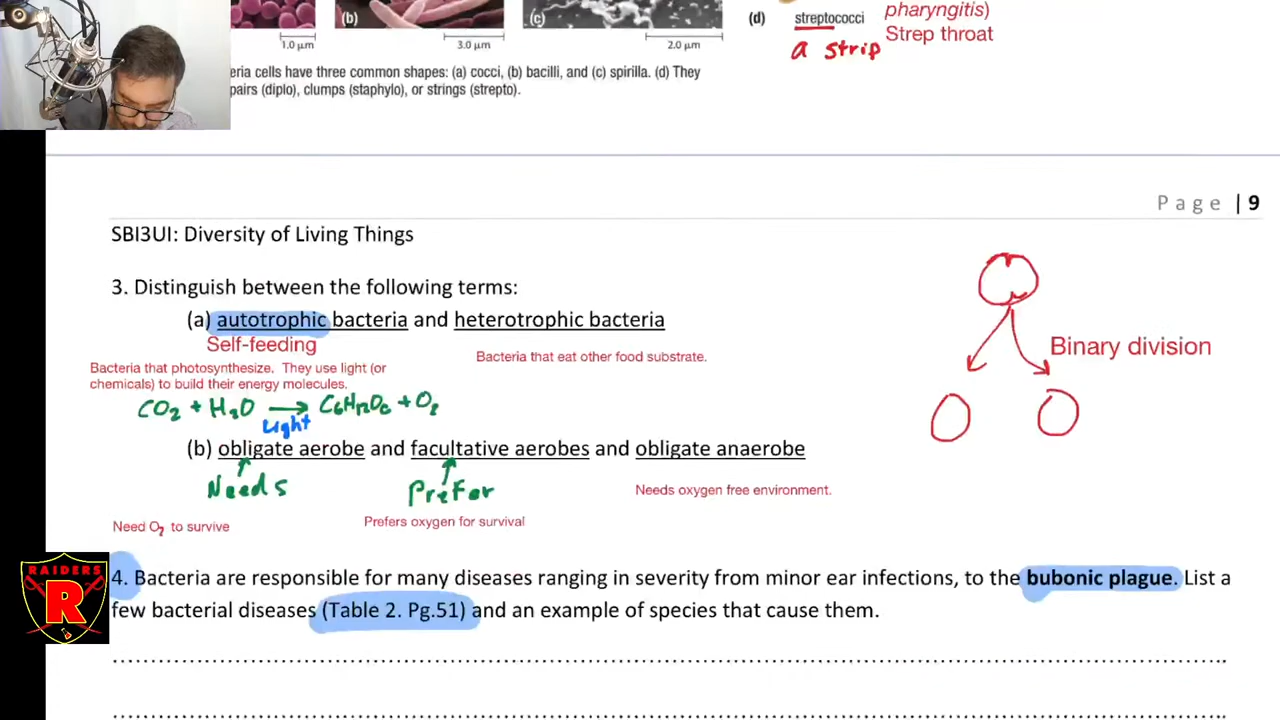 (b)
(c)
1.0 μm
3.0 μm
2.0 μm
(d) streptococci
a strip
pharyngitis)
Strep throat
eria cells have three common shapes: (a) cocci, (b) bacilli, and (c) spirilla. (d) They
pairs (diplo), clumps (staphylo), or strings (strepto).
Page | 9
SBI3UI: Diversity of Living Things
3. Distinguish between the following terms:
(a) autotrophic bacteria and heterotrophic bacteria
Self-feeding
Bacteria that photosynthesize. They use light (or
chemicals) to build their energy molecules.
Bacteria that eat other food substrate.
Binary division
CO2 + H2O → C6H12O6 + O2
Light
(b) obligate aerobe and facultative aerobes and obligate anaerobe
Needs
Prefer
Needs oxygen free environment.
Need O2 to survive
Prefers oxygen for survival
4. Bacteria are responsible for many diseases ranging in severity from minor ear infections, to the bubonic plague. List a
few bacterial diseases (Table 2. Pg.51) and an example of species that cause them.
RAIDERS
R